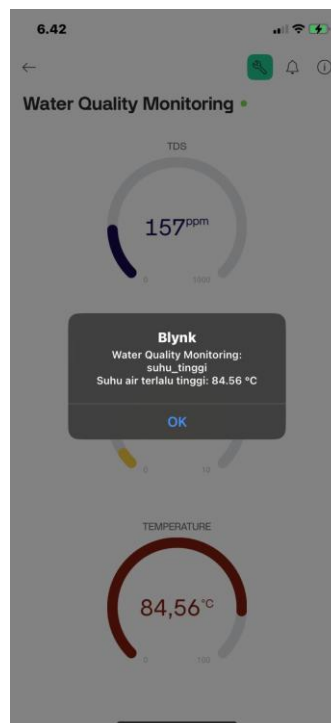 6.42
Water Quality Monitoring
TDS
157ppm
0 1000
Blynk
Water Quality Monitoring:
suhu_tinggi
Suhu air terlalu tinggi: 84.56 °C
OK
0 10
TEMPERATURE
84,56°C
0 100